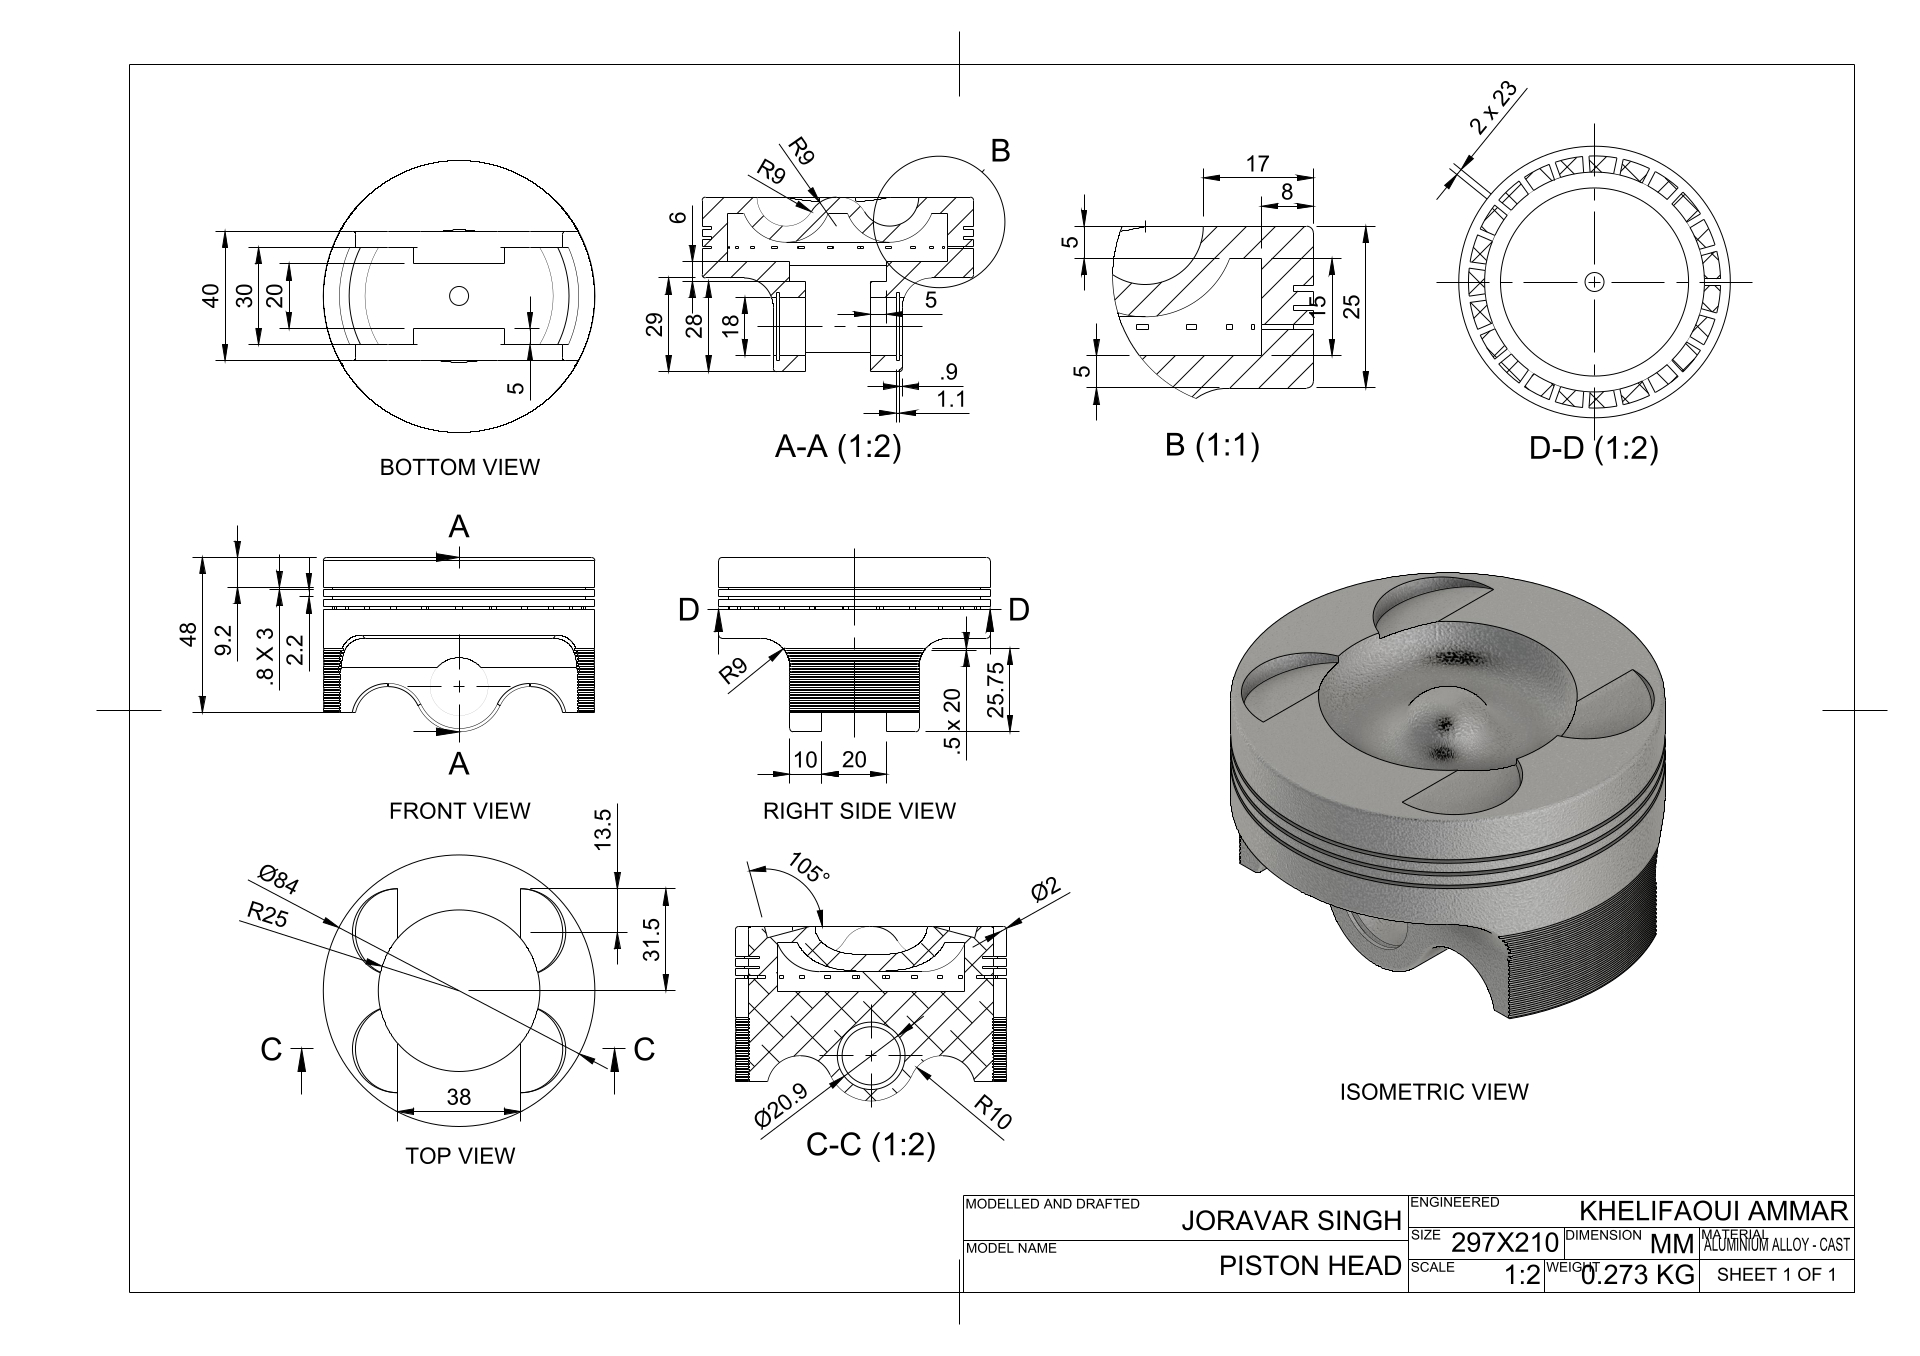 40
30
20
5
BOTTOM VIEW
R9
R9
B
6
29
28
18
5
.9
1.1
A-A (1:2)
17
8
5
15
25
5
B (1:1)
2 x 23
D-D (1:2)
A
48
9.2
.8 X 3
2.2
A
FRONT VIEW
D
D
R9
10
20
.5 x 20
25.75
RIGHT SIDE VIEW
Ø84
R25
13.5
31.5
C
C
38
TOP VIEW
105°
Ø2
Ø20.9
R10
C-C (1:2)
ISOMETRIC VIEW
MODELLED AND DRAFTED
JORAVAR SINGH
MODEL NAME
PISTON HEAD
ENGINEERED
KHELIFAOUI AMMAR
SIZE 297X210
DIMENSION MM
MATERIAL
ALUMINIUM ALLOY - CAST
SCALE 1:2
WEIGHT 0.273 KG
SHEET 1 OF 1